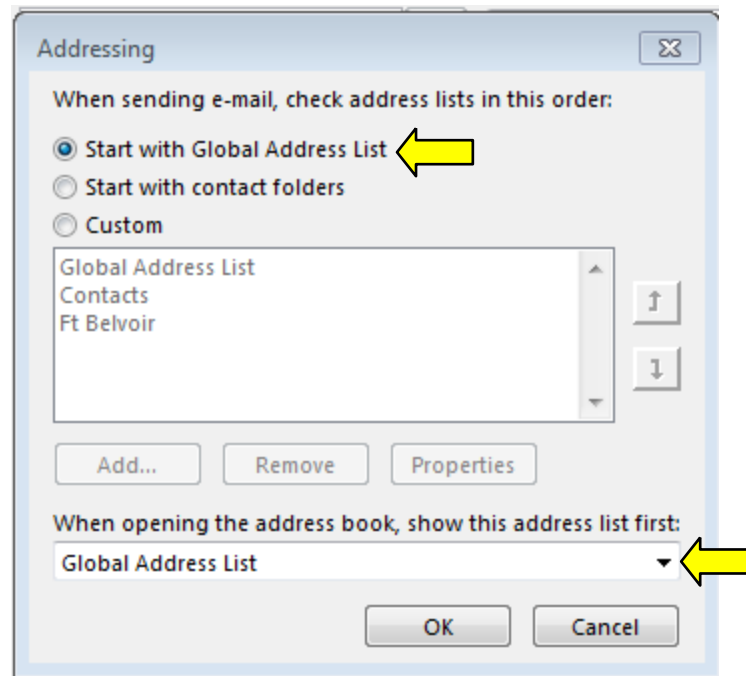 Addressing
When sending e-mail, check address lists in this order:
Start with Global Address List
Start with contact folders
Custom
Global Address List
Contacts
Ft Belvoir
Add... Remove Properties
When opening the address book, show this address list first:
Global Address List
OK Cancel